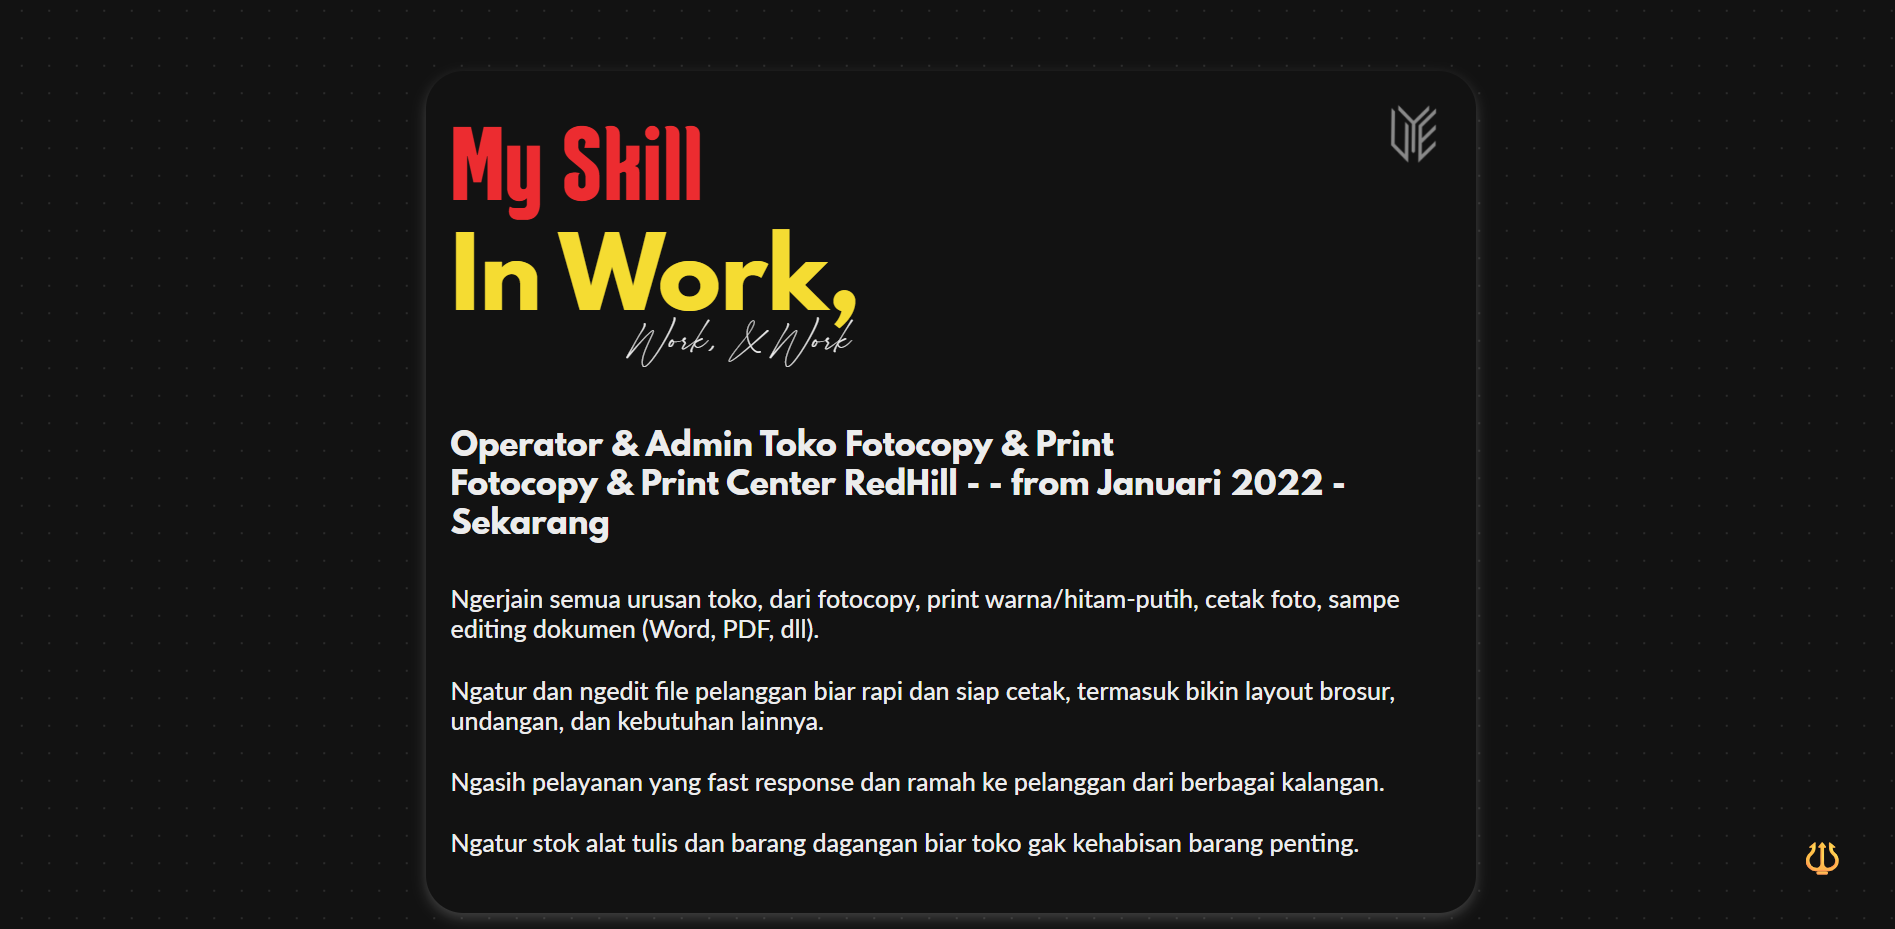 My Skill
In Work,
Work, & Work
Operator & Admin Toko Fotocopy & Print
Fotocopy & Print Center RedHill - - from Januari 2022 -
Sekarang
Ngerjain semua urusan toko, dari fotocopy, print warna/hitam-putih, cetak foto, sampe
editing dokumen (Word, PDF, dll).
Ngatur dan ngedit file pelanggan biar rapi dan siap cetak, termasuk bikin layout brosur,
undangan, dan kebutuhan lainnya.
Ngasih pelayanan yang fast response dan ramah ke pelanggan dari berbagai kalangan.
Ngatur stok alat tulis dan barang dagangan biar toko gak kehabisan barang penting.